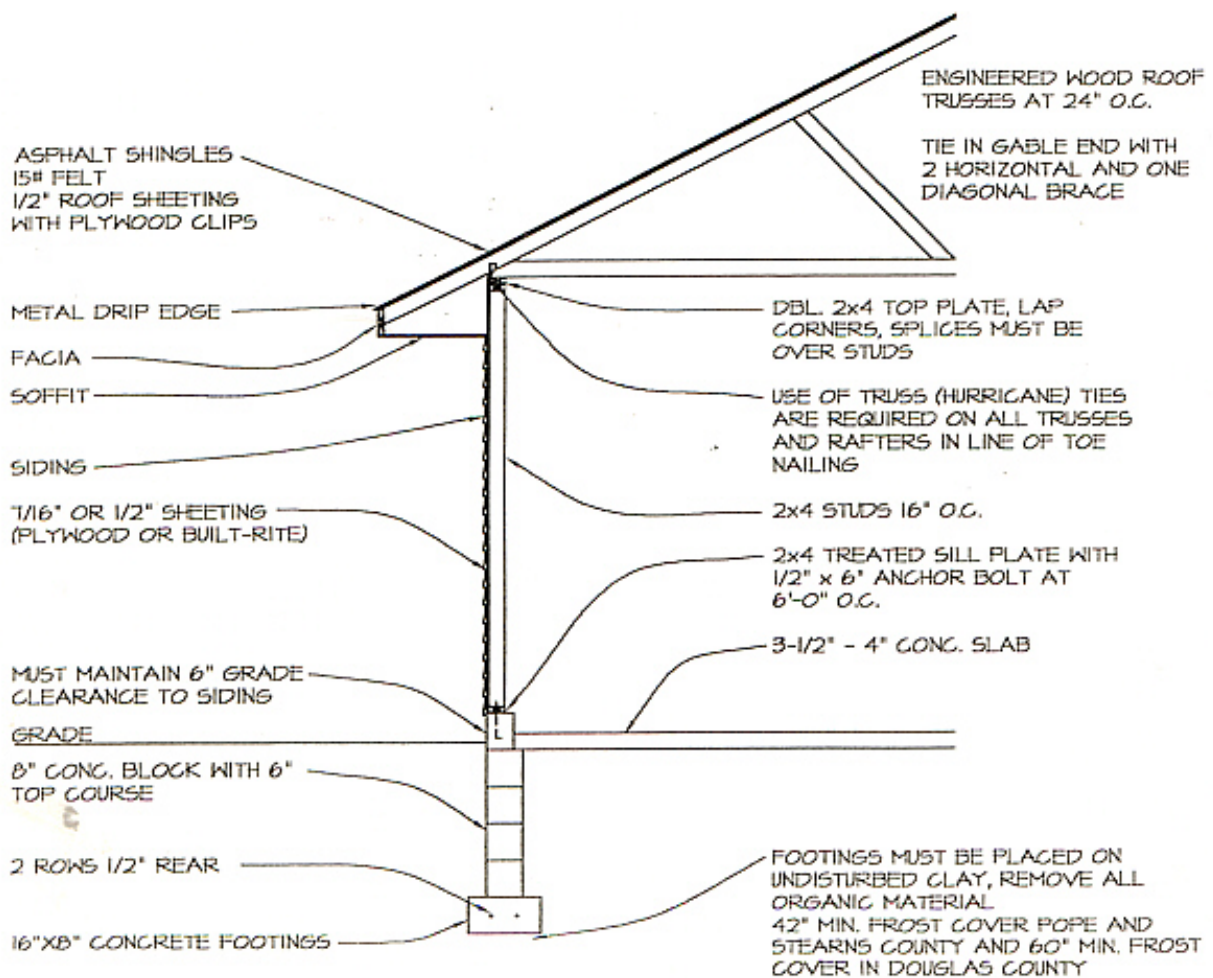 ENGINEERED WOOD ROOF
TRUSSES AT 24" O.C.
TIE IN GABLE END WITH
2 HORIZONTAL AND ONE
DIAGONAL BRACE
ASPHALT SHINGLES
15# FELT
1/2" ROOF SHEETING
WITH PLYWOOD CLIPS
METAL DRIP EDGE
FACIA
SOFFIT
SIDING
7/16" OR 1/2" SHEETING
(PLYWOOD OR BUILT-RITE)
MUST MAINTAIN 6" GRADE
CLEARANCE TO SIDING
GRADE
8" CONC. BLOCK WITH 6"
TOP COURSE
2 ROWS 1/2" REAR
16"X8" CONCRETE FOOTINGS
DBL. 2x4 TOP PLATE, LAP
CORNERS, SPLICES MUST BE
OVER STUDS
USE OF TRUSS (HURRICANE) TIES
ARE REQUIRED ON ALL TRUSSES
AND RAFTERS IN LINE OF TOE
NAILING
2x4 STUDS 16" O.C.
2x4 TREATED SILL PLATE WITH
1/2" x 6" ANCHOR BOLT AT
6'-0" O.C.
3-1/2" - 4" CONC. SLAB
FOOTINGS MUST BE PLACED ON
UNDISTURBED CLAY, REMOVE ALL
ORGANIC MATERIAL
42" MIN. FROST COVER POPE AND
STEARNS COUNTY AND 60" MIN. FROST
COVER IN DOUGLAS COUNTY